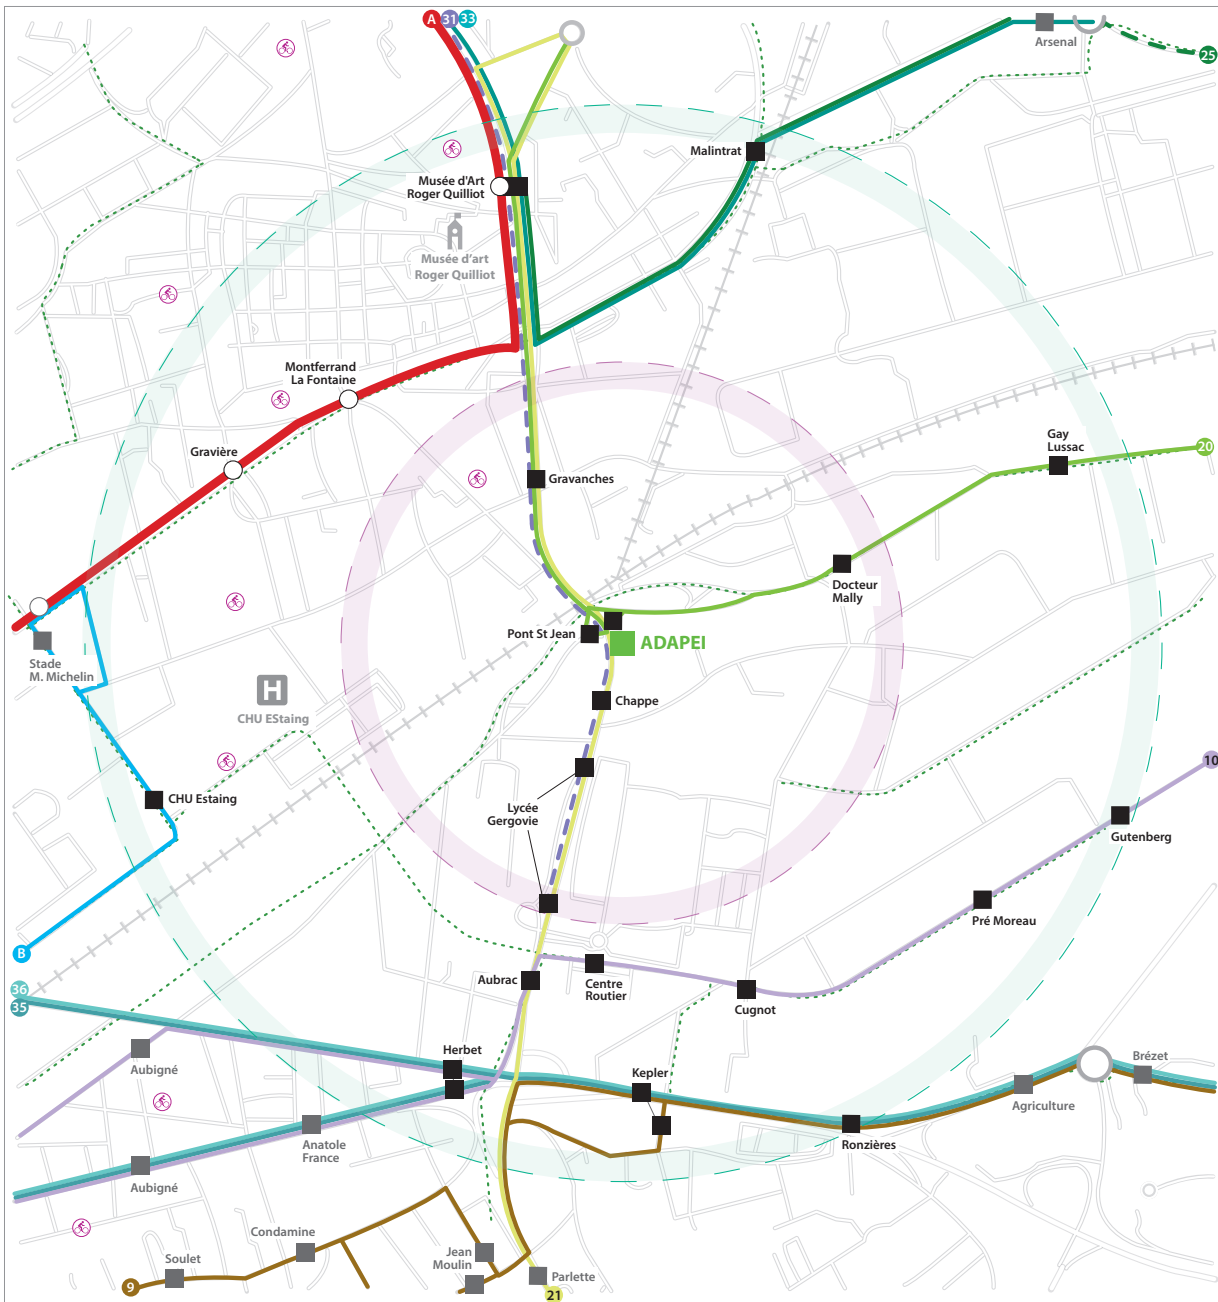 A 31 33
Arsenal
25
Malintrat
Musée d'Art
Roger Quilliot
Musée d'art
Roger Quilliot
Montferrand
La Fontaine
Gravière
Gay
Lussac
20
Gravanches
Docteur
Mally
Pont St Jean
ADAPEI
Stade
M. Michelin
H
CHU EStaing
Chappe
10
CHU Estaing
Lycée
Gergovie
Gutenberg
Pré Moreau
B
Aubrac
Centre
Routier
Cugnot
36
35
Herbet
Aubigné
Kepler
Brézet
Agriculture
Anatole
France
Ronzières
Aubigné
Condamine
Soulet
Jean
Moulin
Parlette
9
21